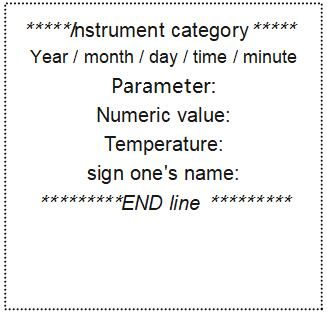 *****Instrument category*****
Year / month / day / time / minute
Parameter:
Numeric value:
Temperature:
sign one's name:
*********END line *********